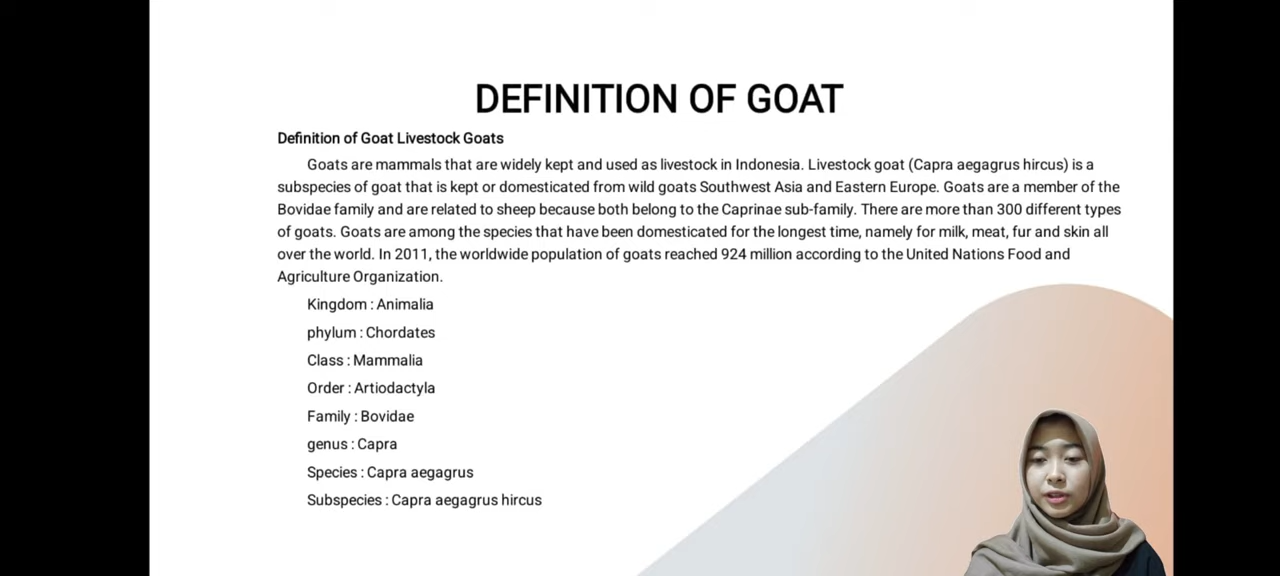 DEFINITION OF GOAT
Definition of Goat Livestock Goats
Goats are mammals that are widely kept and used as livestock in Indonesia. Livestock goat (Capra aegagrus hircus) is a
subspecies of goat that is kept or domesticated from wild goats Southwest Asia and Eastern Europe. Goats are a member of the
Bovidae family and are related to sheep because both belong to the Caprinae sub-family. There are more than 300 different types
of goats. Goats are among the species that have been domesticated for the longest time, namely for milk, meat, fur and skin all
over the world. In 2011, the worldwide population of goats reached 924 million according to the United Nations Food and
Agriculture Organization.
Kingdom : Animalia
phylum : Chordates
Class : Mammalia
Order : Artiodactyla
Family : Bovidae
genus : Capra
Species : Capra aegagrus
Subspecies : Capra aegagrus hircus